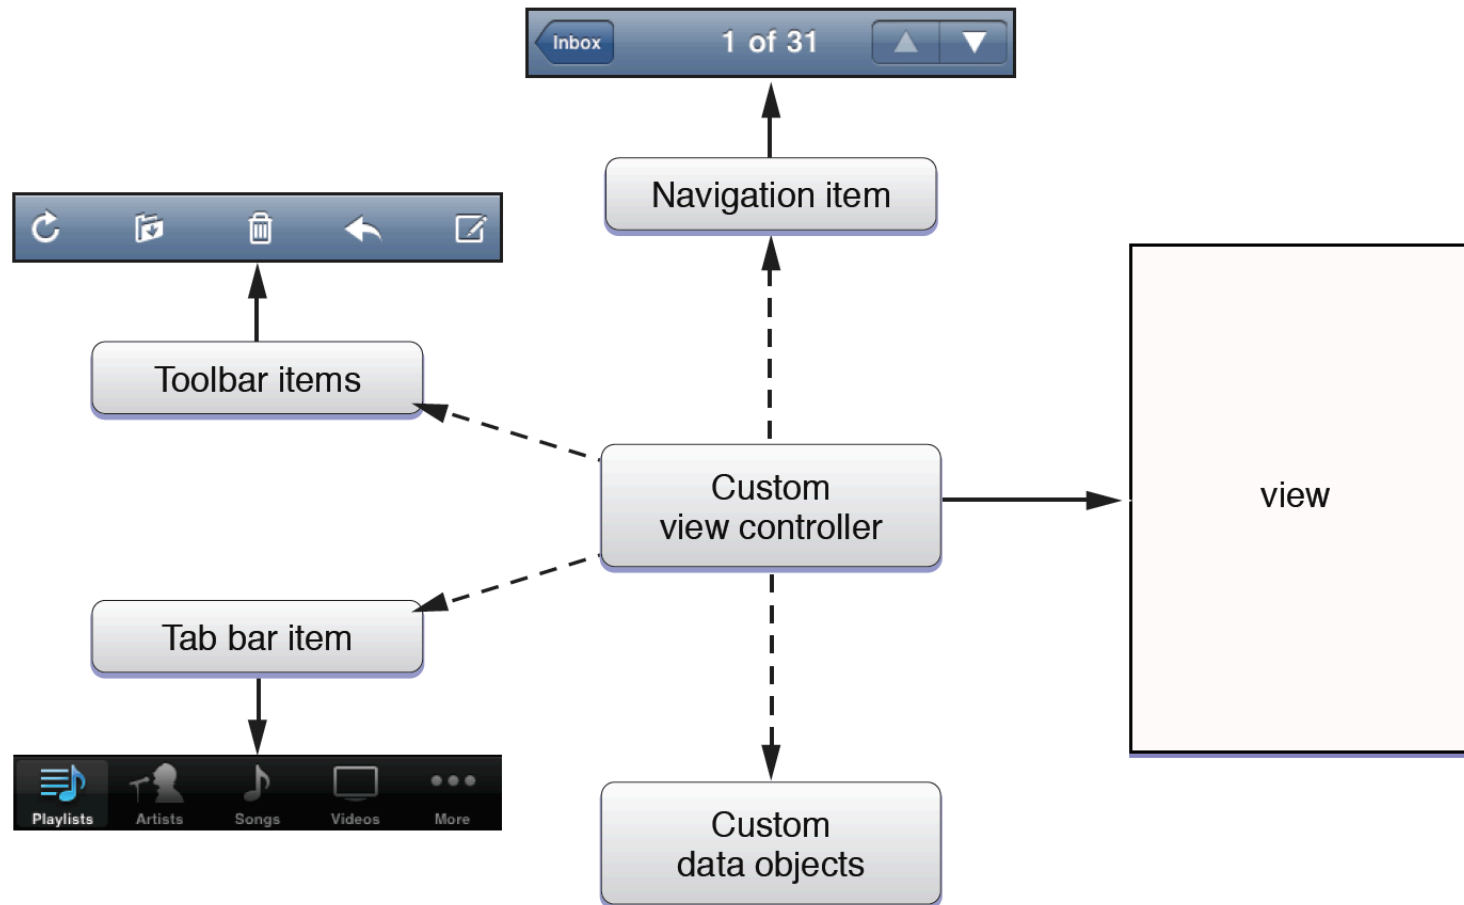 Inbox
1 of 31
Navigation item
Toolbar items
Custom
view controller
view
Tab bar item
Playlists
Artists
Songs
Videos
More
Custom
data objects